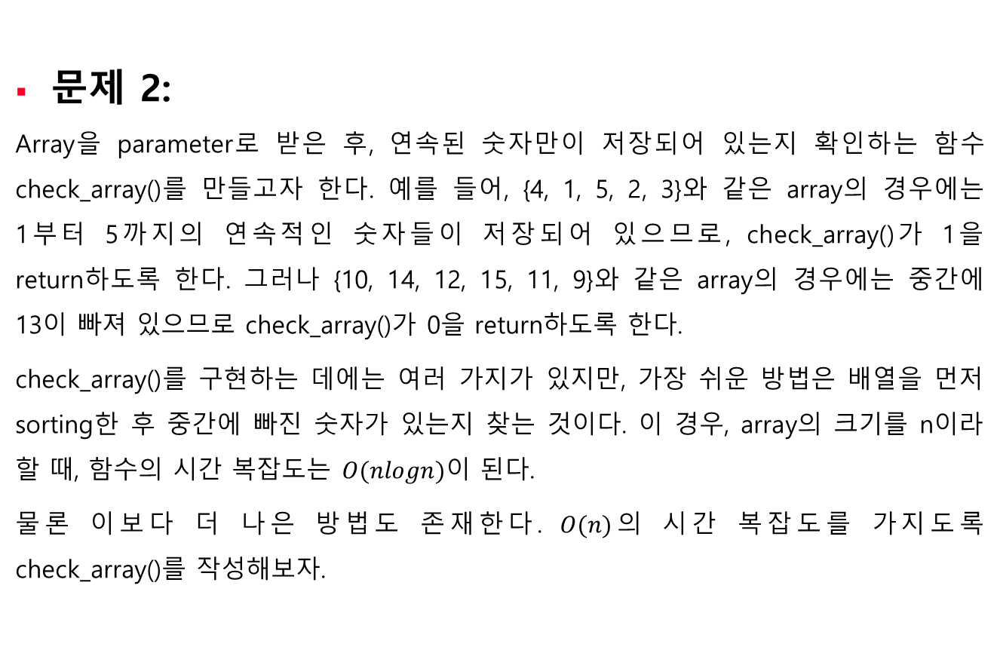 ▪ 문제 2:
Array을 parameter로 받은 후, 연속된 숫자만이 저장되어 있는지 확인하는 함수
check_array()를 만들고자 한다. 예를 들어, {4, 1, 5, 2, 3}와 같은 array의 경우에는
1부터 5까지의 연속적인 숫자들이 저장되어 있으므로, check_array()가 1을
return하도록 한다. 그러나 {10, 14, 12, 15, 11, 9}와 같은 array의 경우에는 중간에
13이 빠져 있으므로 check_array()가 0을 return하도록 한다.
check_array()를 구현하는 데에는 여러 가지가 있지만, 가장 쉬운 방법은 배열을 먼저
sorting한 후 중간에 빠진 숫자가 있는지 찾는 것이다. 이 경우, array의 크기를 n이라
할 때, 함수의 시간 복잡도는 O(nlogn)이 된다.
물론 이보다 더 나은 방법도 존재한다. O(n)의 시간 복잡도를 가지도록
check_array()를 작성해보자.